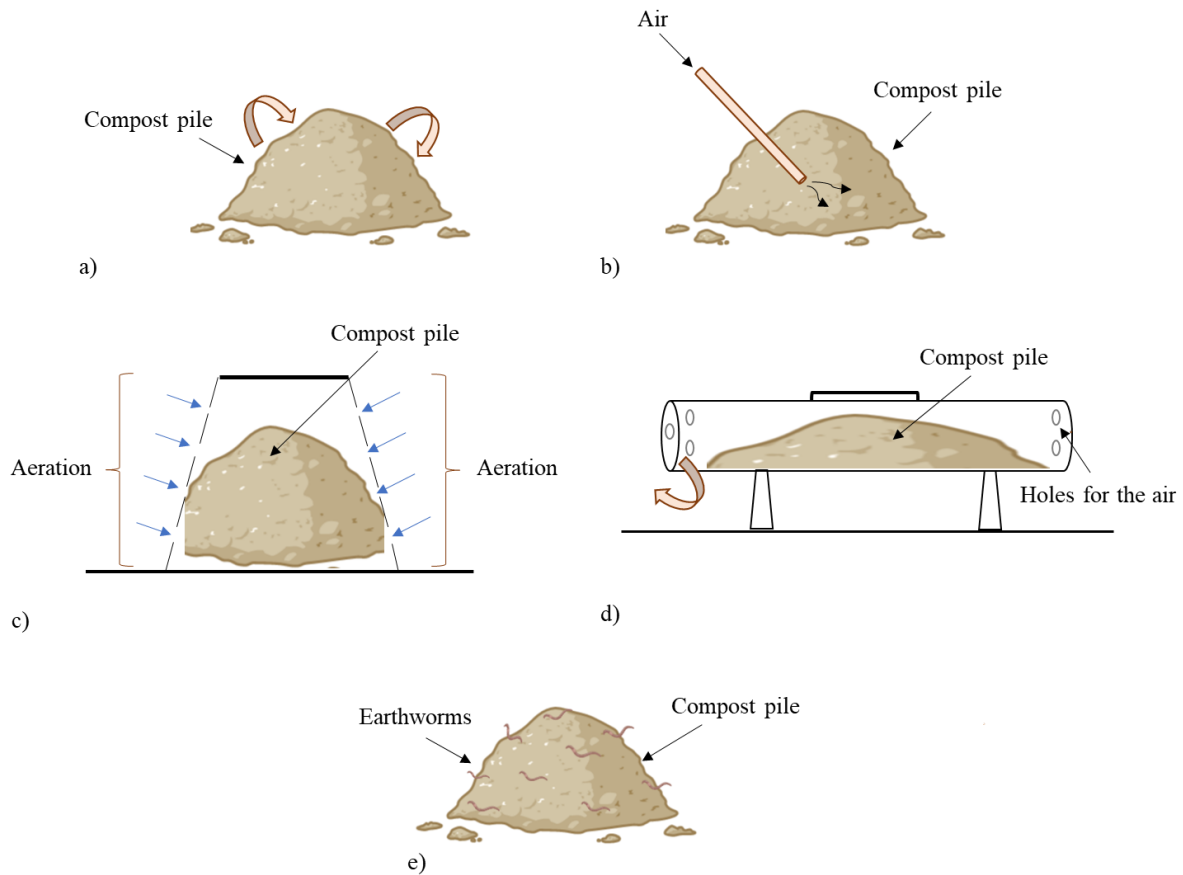 Air
Compost pile
Compost pile
a)
b)
Compost pile
Aeration
Aeration
c)
Compost pile
Holes for the air
d)
Earthworms
Compost pile
e)